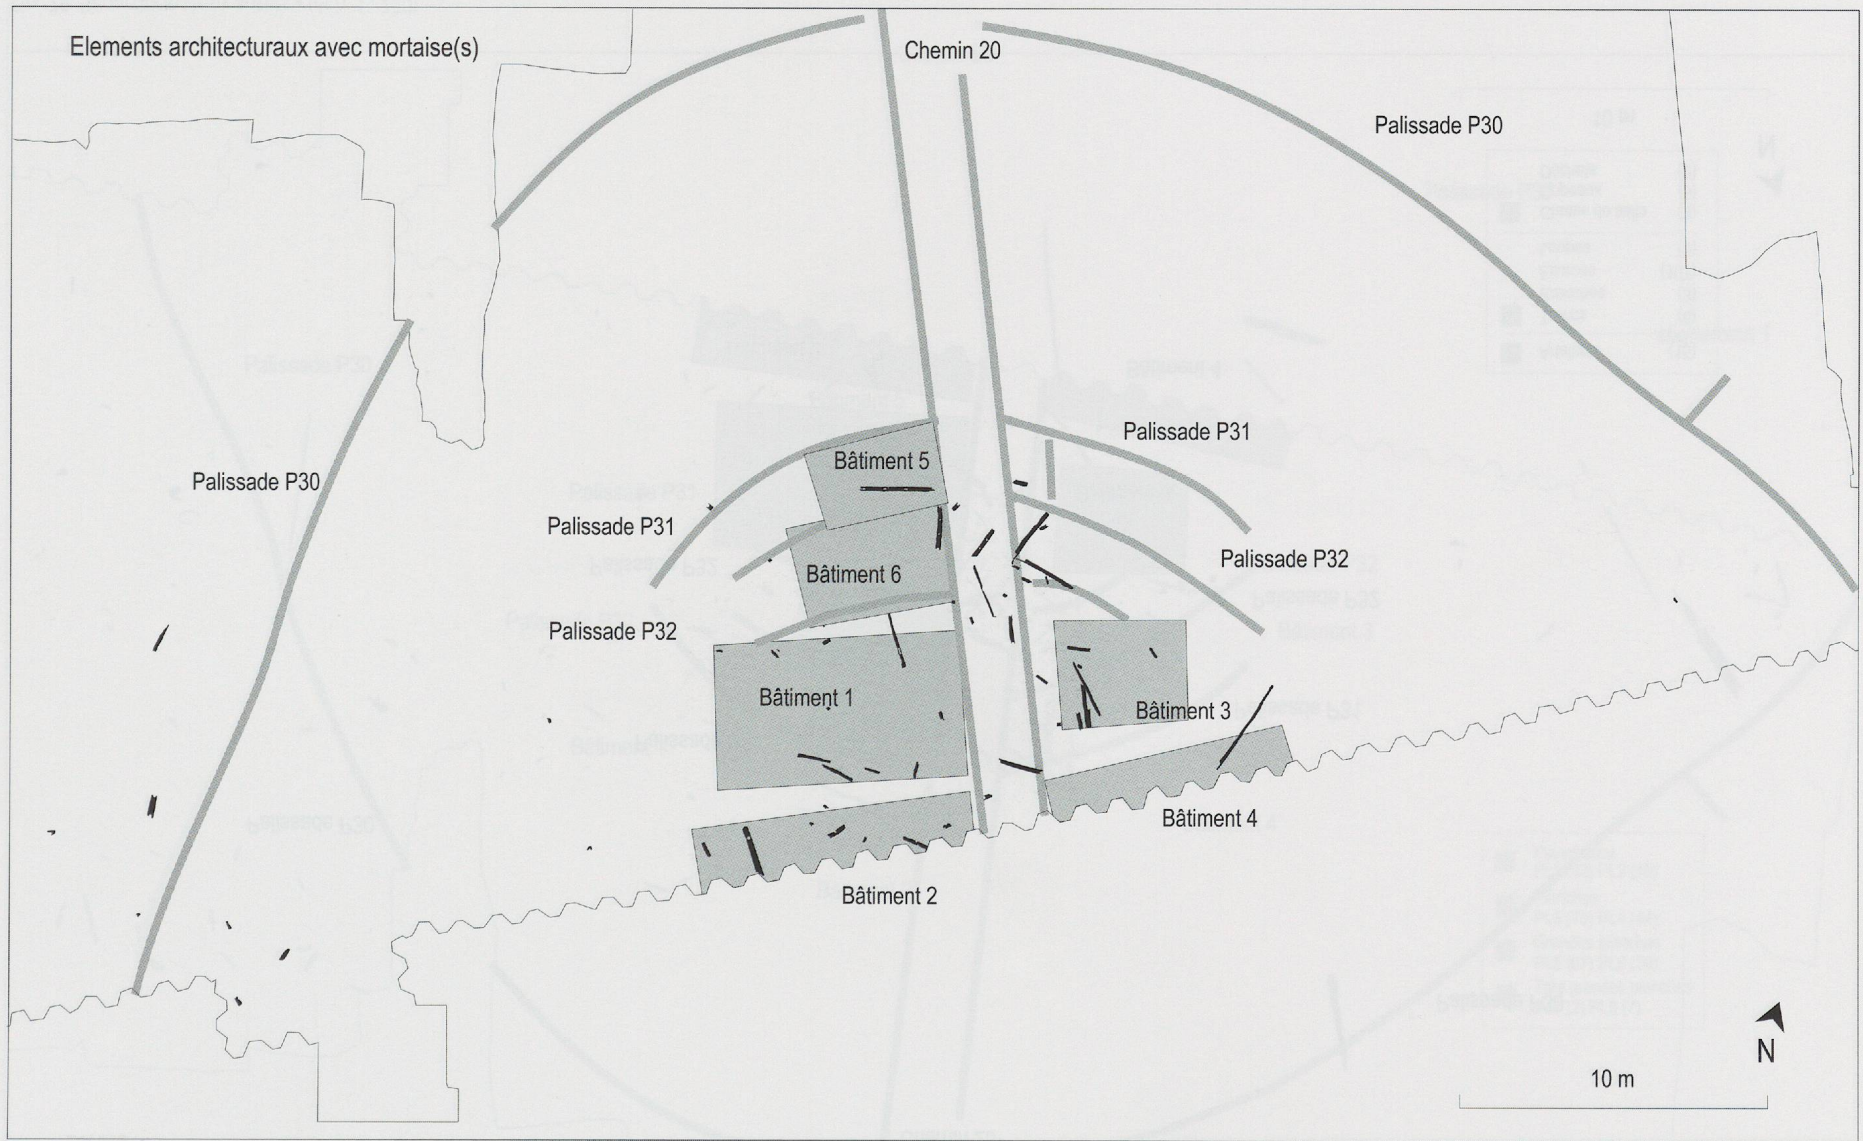 Elements architecturaux avec mortaise(s)
Chemin 20
Palissade P30
Palissade P31
Bâtiment 5
Palissade P30
Palissade P31
Palissade P32
Bâtiment 6
Palissade P32
Bâtiment 1
Bâtiment 3
Bâtiment 4
Bâtiment 2
N
10 m